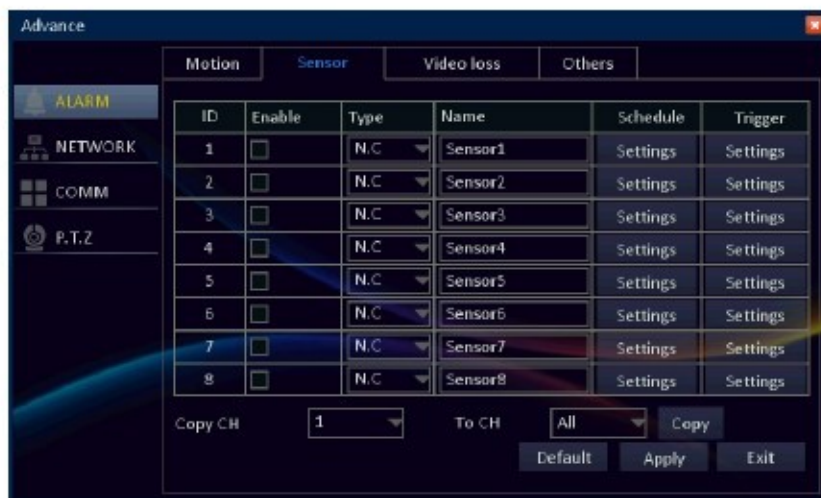 Advance
Motion Sensor Video loss Others
ALARM
NETWORK
COMM
P.T.Z
ID Enable Type Name Schedule Trigger
1 N.C Sensor1 Settings Settings
2 N.C Sensor2 Settings Settings
3 N.C Sensor3 Settings Settings
4 N.C Sensor4 Settings Settings
5 N.C Sensor5 Settings Settings
6 N.C Sensor6 Settings Settings
7 N.C Sensor7 Settings Settings
8 N.C Sensor8 Settings Settings
Copy CH 1 To CH All Copy
Default Apply Exit